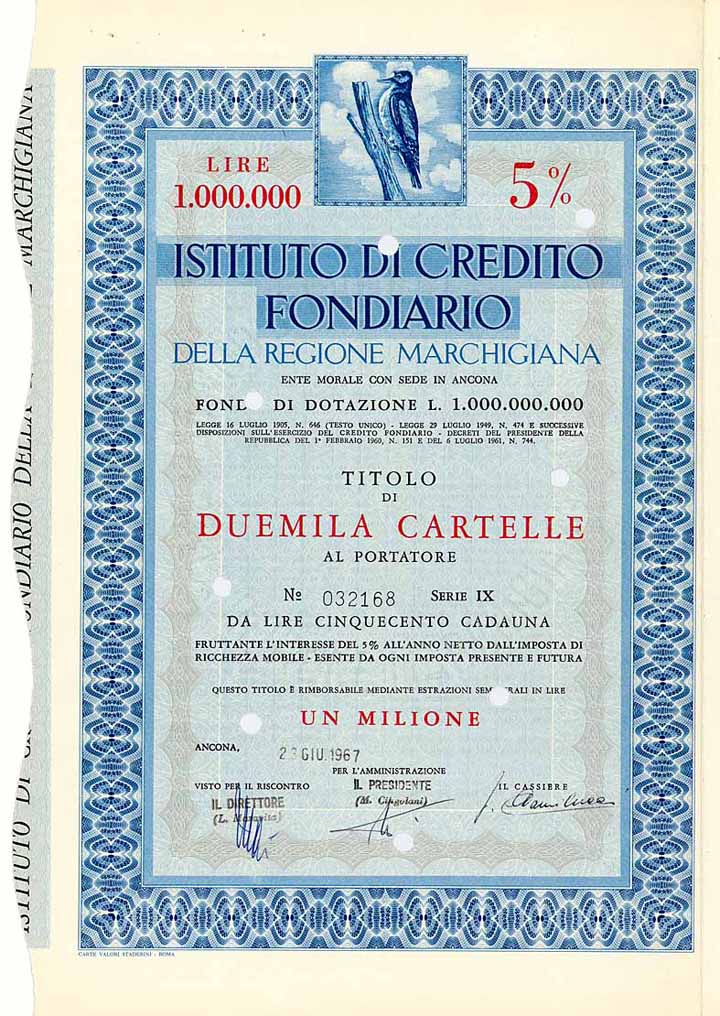 LIRE
1.000.000
5%
ISTITUTO DI CREDITO
FONDIARIO
DELLA REGIONE MARCHIGIANA
ENTE MORALE CON SEDE IN ANCONA
FOND DI DOTAZIONE L. 1.000.000.000
LEGGE 16 LUGLIO 1905, N. 646 (TESTO UNICO) - LEGGE 29 LUGLIO 1949, N. 474 E SUCCESSIVE
DISPOSIZIONI SULL'ESERCIZIO DEL CREDITO FONDIARIO - DECRETI DEL PRESIDENTE DELLA
REPUBBLICA DEL 1° FEBBRAIO 1960, N. 151 E DEL 6 LUGLIO 1961, N. 744.
TITOLO
DI
DUEMILA CARTELLE
AL PORTATORE
Nº 032168 SERIE IX
DA LIRE CINQUECENTO CADAUNA
FRUTTANTE L'INTERESSE DEL 5% ALL'ANNO NETTO DALL'IMPOSTA DI
RICCHEZZA MOBILE - ESENTE DA OGNI IMPOSTA PRESENTE E FUTURA
QUESTO TITOLO È RIMBORSABILE MEDIANTE ESTRAZIONI SEM TRALI IN LIRE
UN MILIONE
ANCONA, GIU. 1967
PER L'AMMINISTRAZIONE
VISTO PER IL RISCONTRO IL PRESIDENTE IL CASSIERE
IL DIRETTORE (M. Cingolani)
(L.
CARTE VALORI STADERINI - ROMA
ISTITUTO DI NDIARIO DELLA MARCHIGIANA